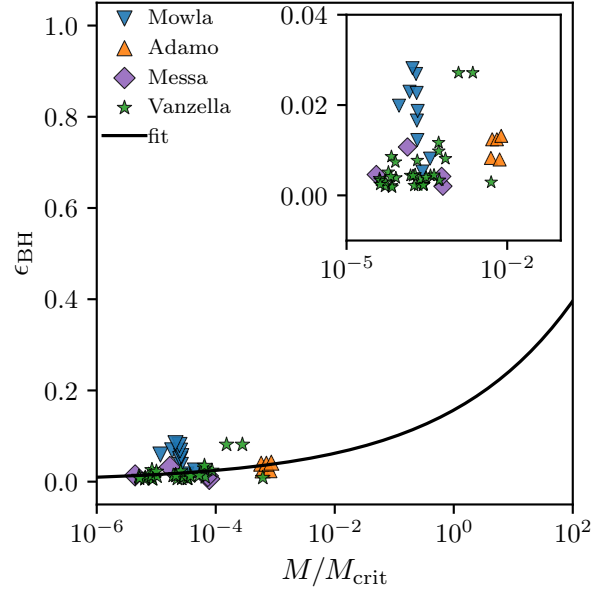 1.0
0.8
0.6
0.4
0.2
0.0
ϵBH
Mowla
Adamo
Messa
Vanzella
fit
0.04
0.02
0.00
10⁻⁵
10⁻²
10⁻⁶
10⁻⁴
10⁻²
10⁰
10²
M/Mcrit